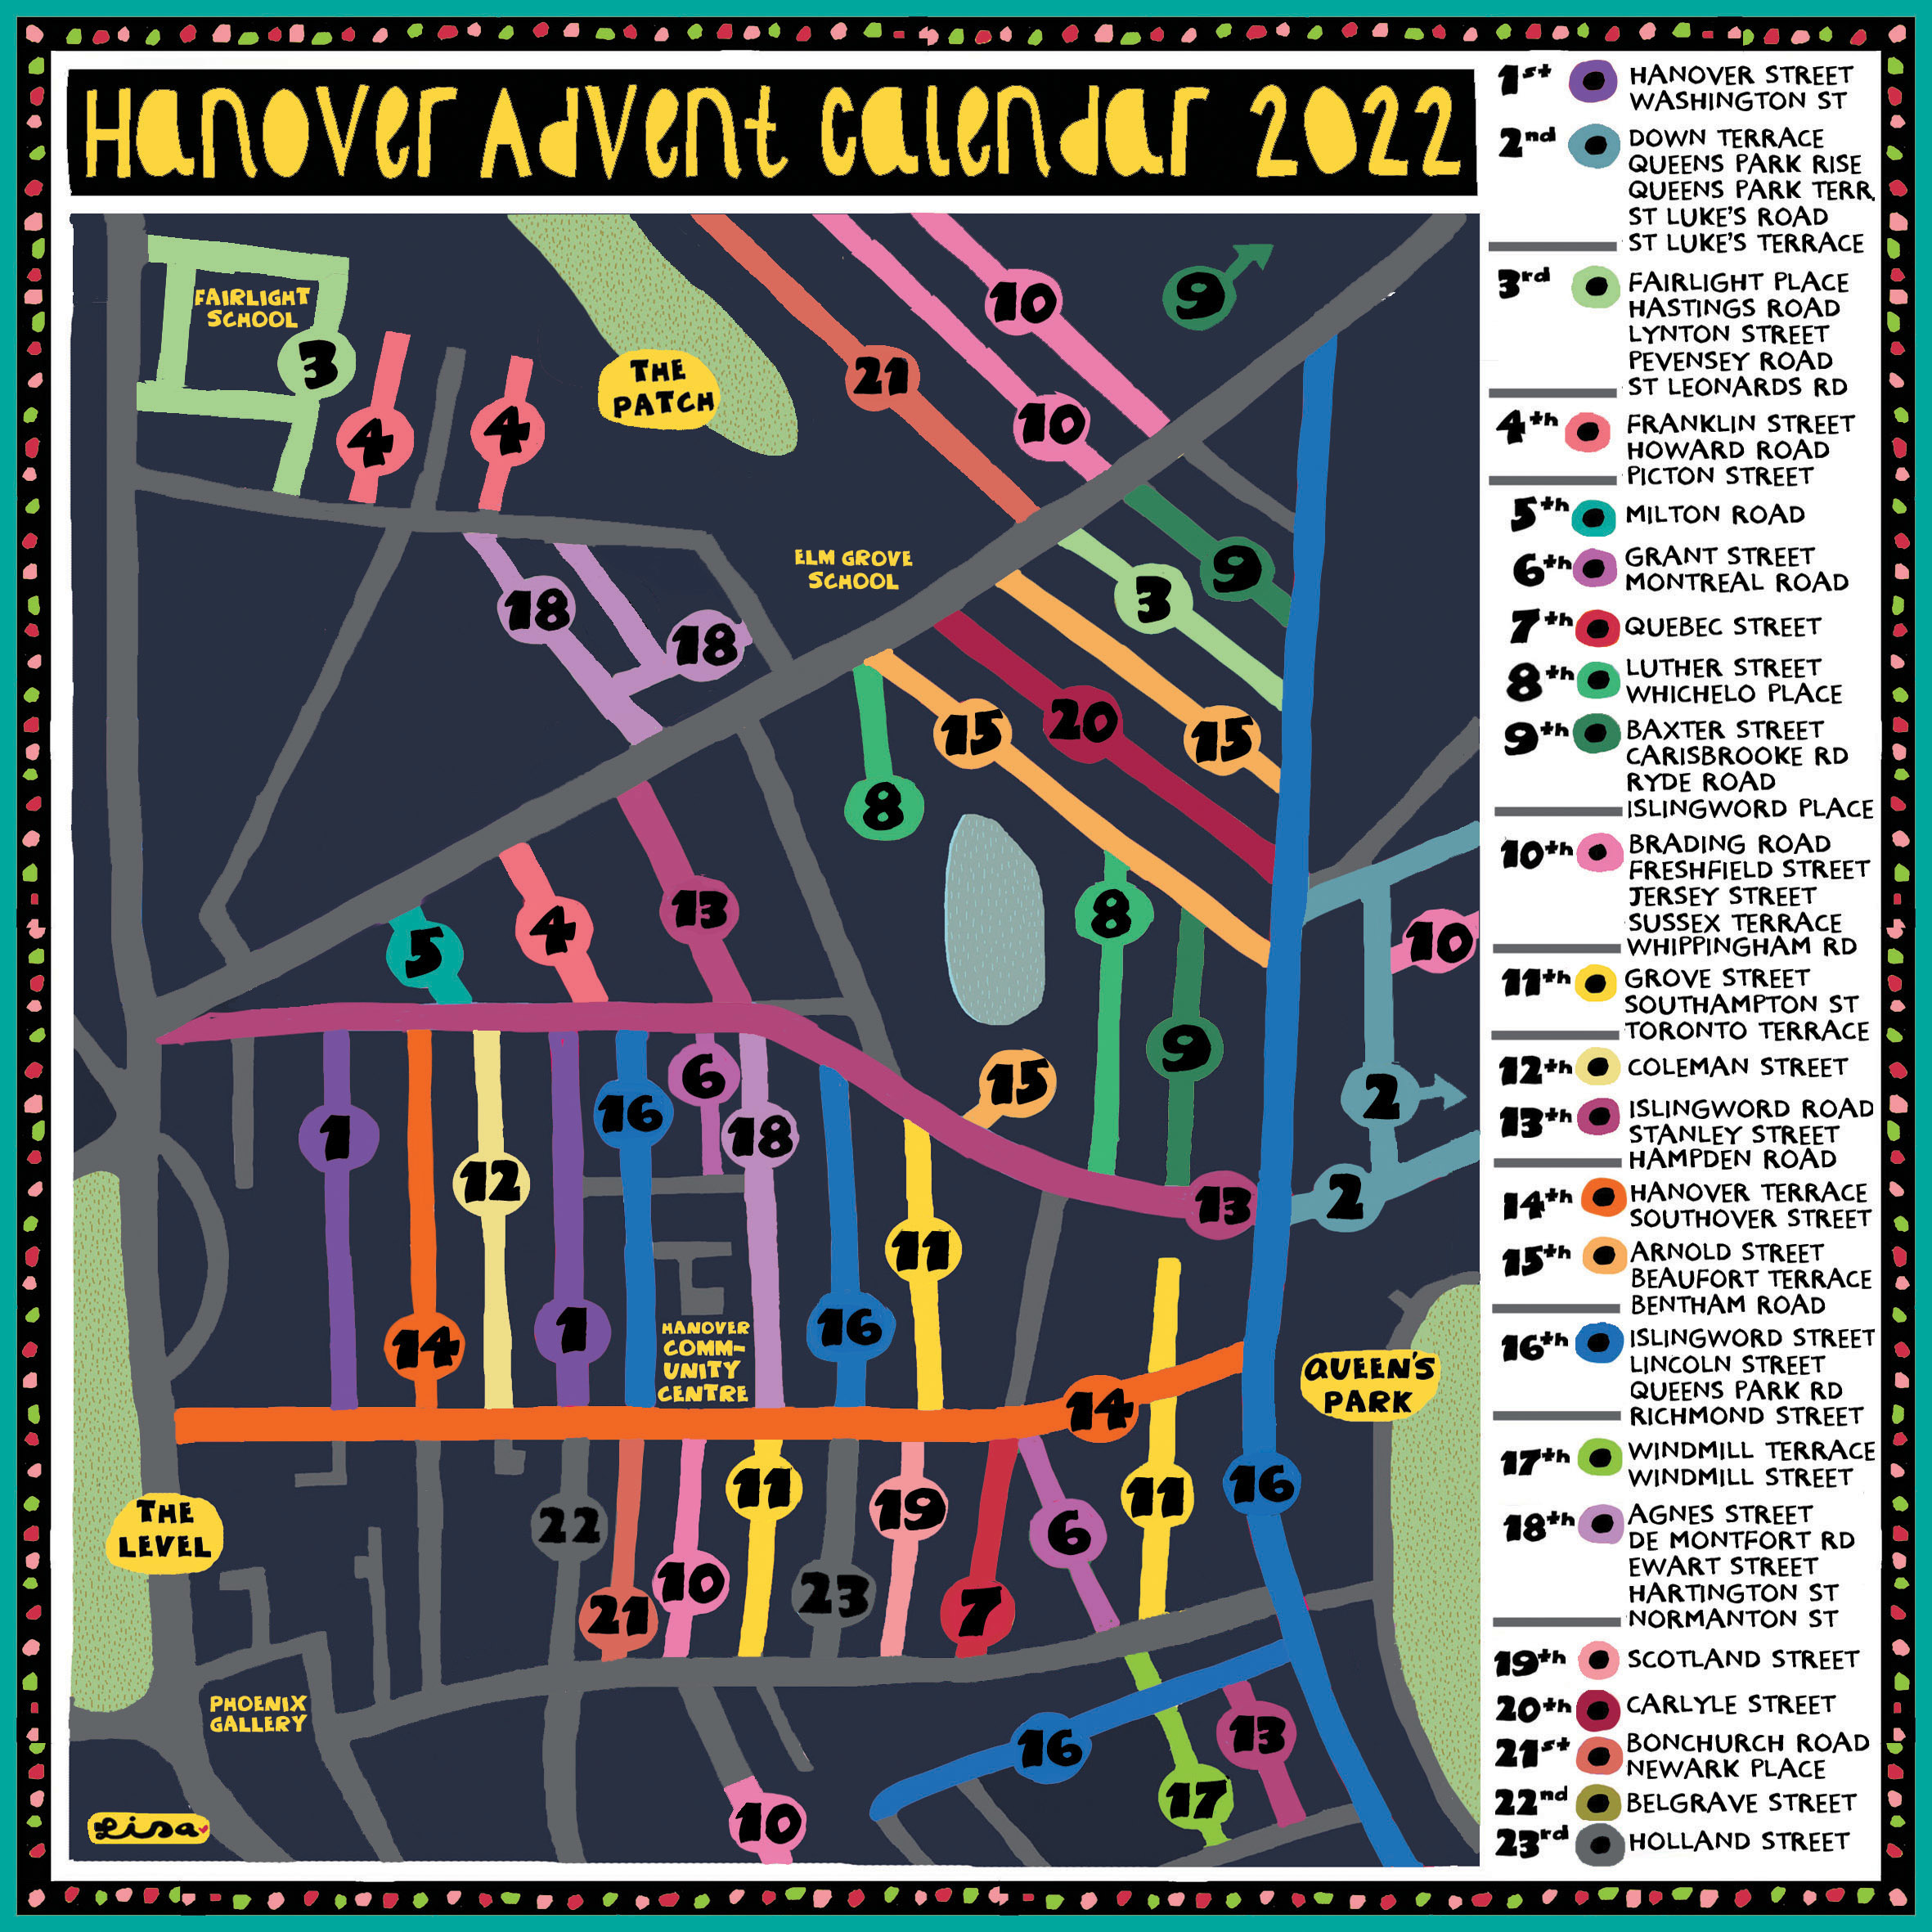 Hanover Advent Calendar 2022
1st HANOVER STREET
WASHINGTON ST
2nd DOWN TERRACE
QUEENS PARK RISE
QUEENS PARK TERR.
ST LUKE'S ROAD
ST LUKE'S TERRACE
3rd FAIRLIGHT PLACE
HASTINGS ROAD
LYNTON STREET
PEVENSEY ROAD
ST LEONARDS RD
4th FRANKLIN STREET
HOWARD ROAD
PICTON STREET
5th MILTON ROAD
6th GRANT STREET
MONTREAL ROAD
7th QUEBEC STREET
8th LUTHER STREET
WHICHELO PLACE
9th BAXTER STREET
CARISBROOKE RD
RYDE ROAD
ISLINGWORD PLACE
10th BRADING ROAD
FRESHFIELD STREET
JERSEY STREET
SUSSEX TERRACE
WHIPPINGHAM RD
11th GROVE STREET
SOUTHAMPTON ST
TORONTO TERRACE
12th COLEMAN STREET
13th ISLINGWORD ROAD
STANLEY STREET
HAMPDEN ROAD
14th HANOVER TERRACE
SOUTHOVER STREET
15th ARNOLD STREET
BEAUFORT TERRACE
BENTHAM ROAD
16th ISLINGWORD STREET
LINCOLN STREET
QUEENS PARK RD
RICHMOND STREET
17th WINDMILL TERRACE
WINDMILL STREET
18th AGNES STREET
DE MONTFORT RD
EWART STREET
HARTINGTON ST
NORMANTON ST
19th SCOTLAND STREET
20th CARLYLE STREET
21st BONCHURCH ROAD
NEWARK PLACE
22nd BELGRAVE STREET
23rd HOLLAND STREET
FAIRLIGHT
SCHOOL
3
4
4
THE
PATCH
21
10
10
9
ELM GROVE
SCHOOL
18
18
9
3
15
20
15
8
5
4
13
8
10
9
1
12
16
6
18
15
2
2
13
11
14
1
16
HANOVER
COMM-
UNITY
CENTRE
14
QUEEN'S
PARK
THE
LEVEL
22
21
10
11
23
19
7
6
11
16
PHOENIX
GALLERY
16
13
17
10
Lisa